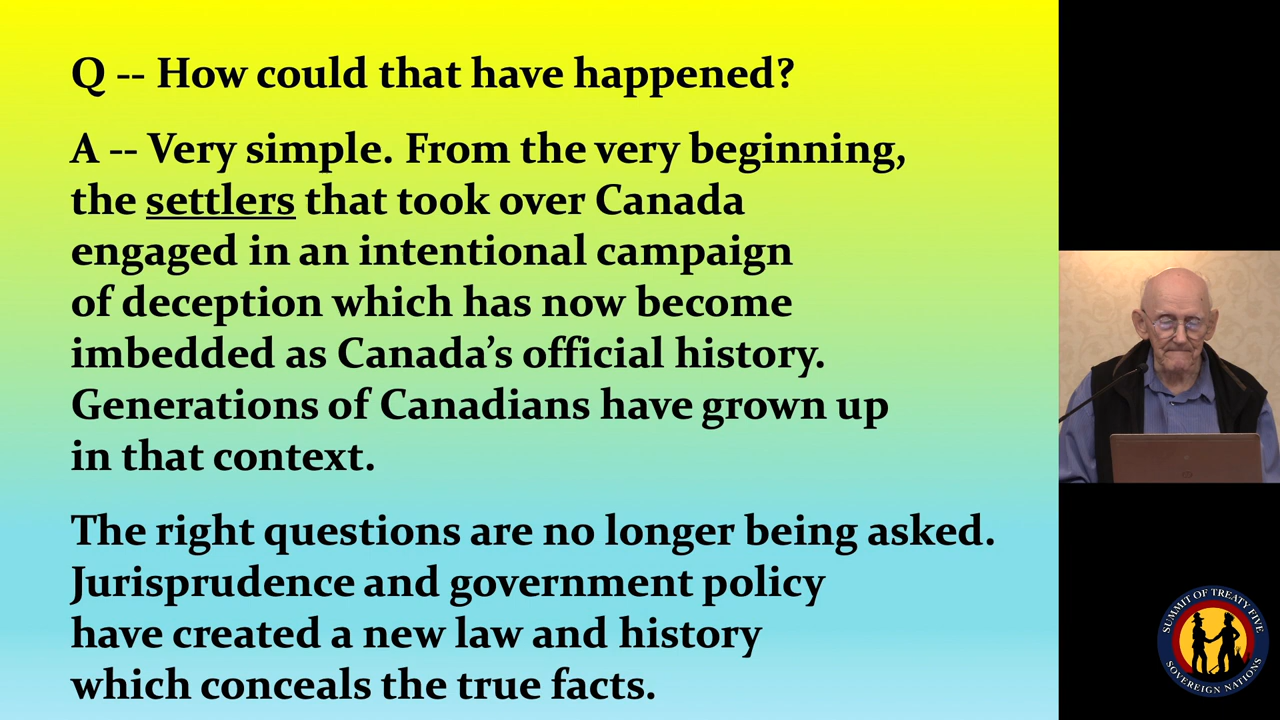 Q -- How could that have happened?
A -- Very simple. From the very beginning,
the settlers that took over Canada
engaged in an intentional campaign
of deception which has now become
imbedded as Canada's official history.
Generations of Canadians have grown up
in that context.
The right questions are no longer being asked.
Jurisprudence and government policy
have created a new law and history
which conceals the true facts.
SUMMIT OF TREATY FIVE
SOVEREIGN NATIONS